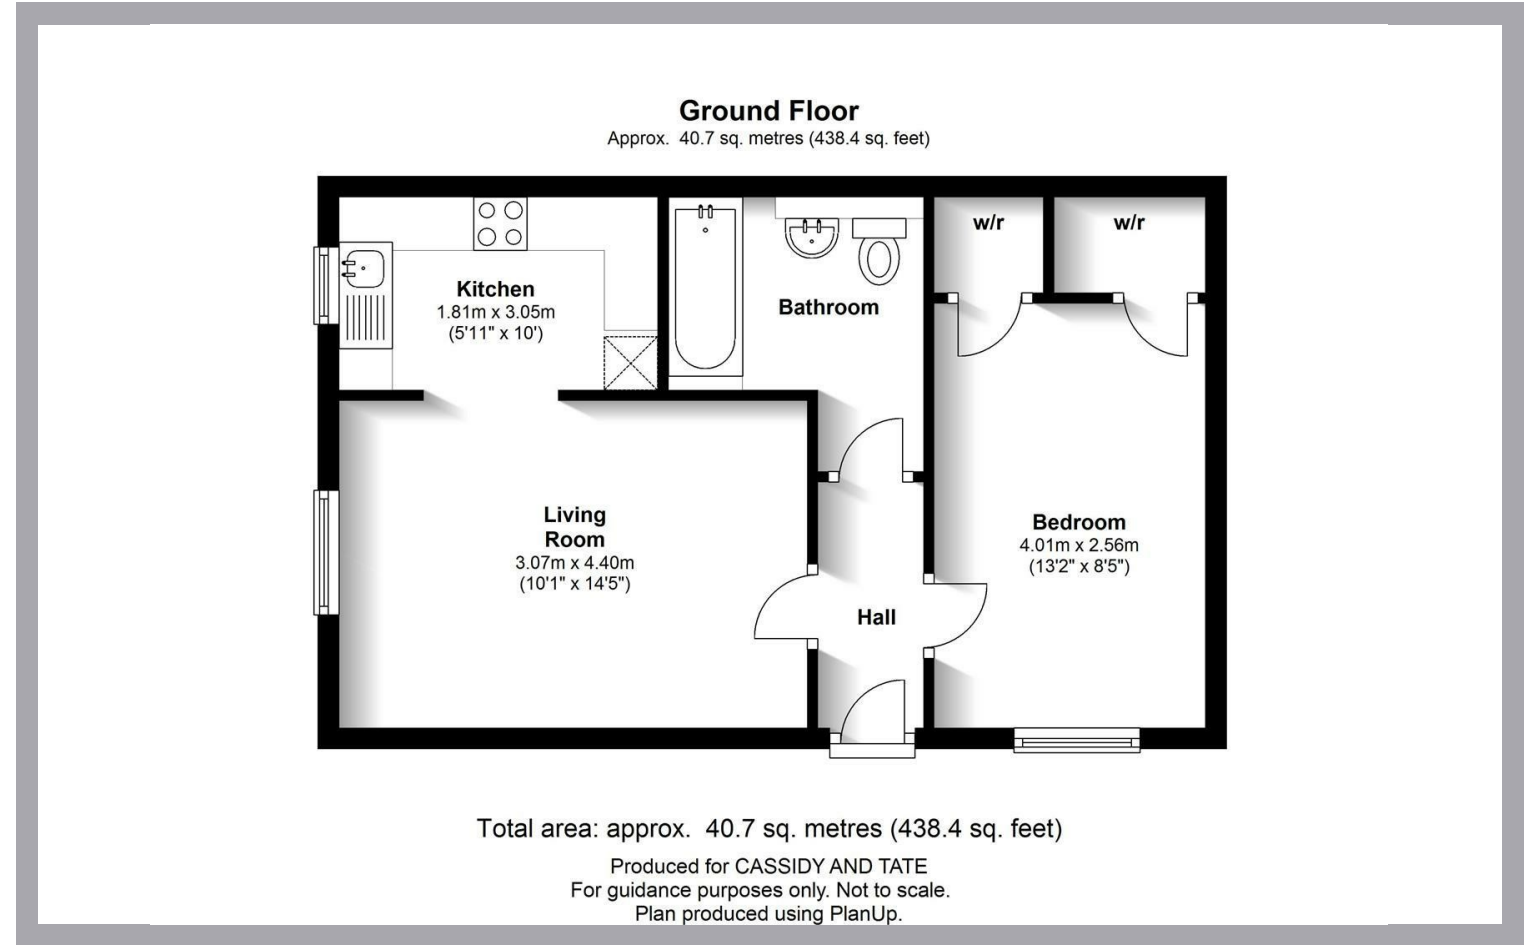 Ground Floor
Approx. 40.7 sq. metres (438.4 sq. feet)
w/r
w/r
Kitchen
1.81m x 3.05m
(5'11" x 10')
Bathroom
Living
Room
3.07m x 4.40m
(10'1" x 14'5")
Bedroom
4.01m x 2.56m
(13'2" x 8'5")
Hall
Total area: approx. 40.7 sq. metres (438.4 sq. feet)
Produced for CASSIDY AND TATE
For guidance purposes only. Not to scale.
Plan produced using PlanUp.